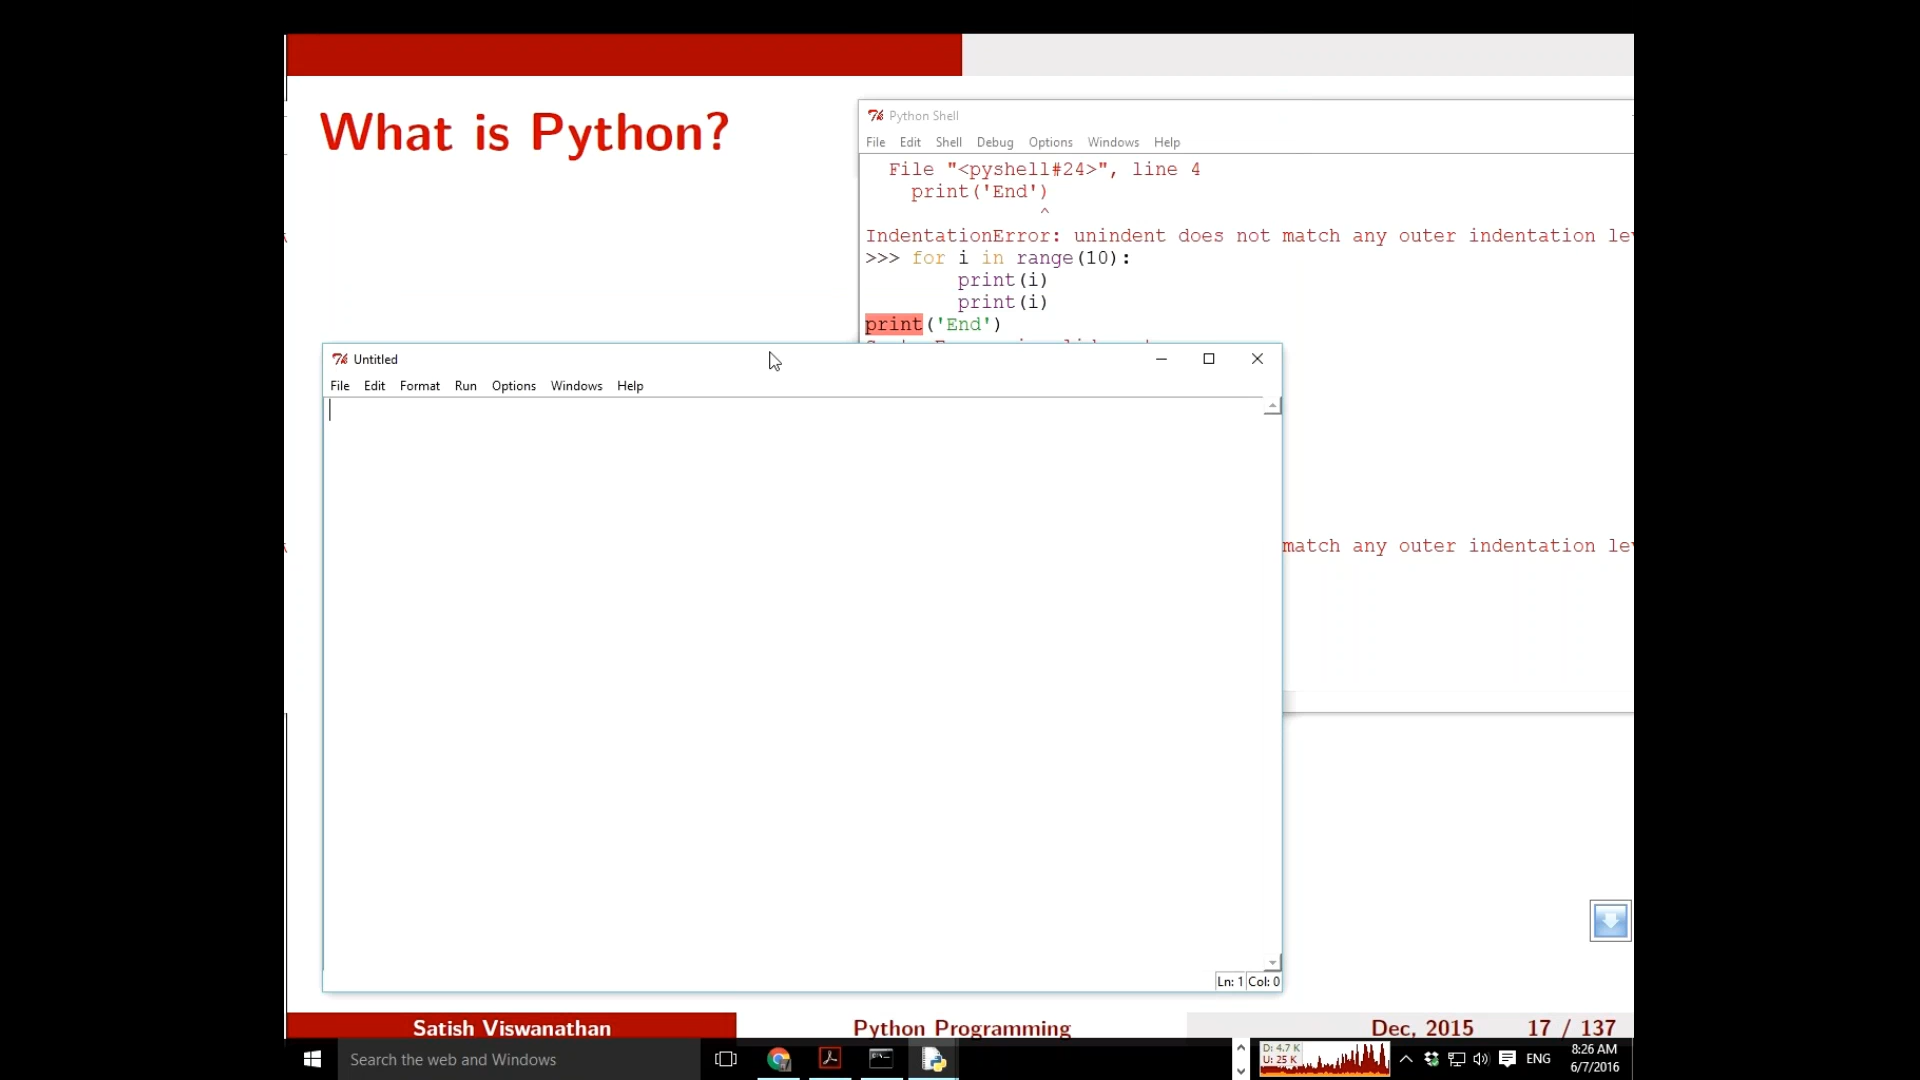 What is Python?
Python Shell
File Edit Shell Debug Options Windows Help
File "<pyshell#24>", line 4
print('End')
^
IndentationError: unindent does not match any outer indentation lev
>>> for i in range(10):
print(i)
print(i)
print('End')
Untitled
File Edit Format Run Options Windows Help
match any outer indentation lev
Ln: 1 Col: 0
Satish Viswanathan
Python Programming
Dec, 2015
17 / 137
Search the web and Windows
D: 4.7 K
U: 25 K
ENG
8:26 AM
6/7/2016